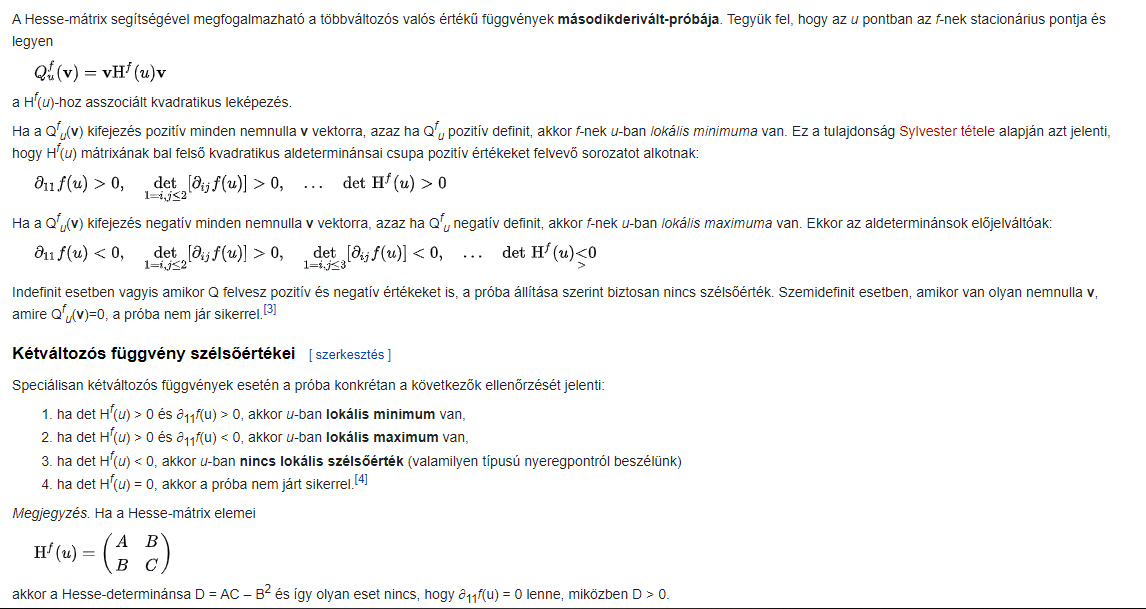 A Hesse-mátrix segítségével megfogalmazható a többváltozós valós értékű függvények másodikderivált-próbája. Tegyük fel, hogy az u pontban az f-nek stacionárius pontja és
legyen
Q_u^f(v) = vH^f(u)v
a H^f(u)-hoz asszociált kvadratikus leképezés.
Ha a Q^f_u(v) kifejezés pozitív minden nemnulla v vektorra, azaz ha Q^f_u pozitív definit, akkor f-nek u-ban lokális minimuma van. Ez a tulajdonság Sylvester tétele alapján azt jelenti,
hogy H^f(u) mátrixának bal felső kvadratikus aldeterminánsai csupa pozitív értékeket felvevő sorozatot alkotnak:
∂_11 f(u) > 0, det_{1=i,j≤2}[∂_ij f(u)] > 0, … det H^f(u) > 0
Ha a Q^f_u(v) kifejezés negatív minden nemnulla v vektorra, azaz ha Q^f_u negatív definit, akkor f-nek u-ban lokális maximuma van. Ekkor az aldeterminánsok előjelváltóak:
∂_11 f(u) < 0, det_{1=i,j≤2}[∂_ij f(u)] > 0, det_{1=i,j≤3}[∂_ij f(u)] < 0, … det H^f(u) <_> 0
Indefinit esetben vagyis amikor Q felvesz pozitív és negatív értékeket is, a próba állítása szerint biztosan nincs szélsőérték. Szemidefinit esetben, amikor van olyan nemnulla v,
amire Q^f_u(v)=0, a próba nem jár sikerrel.[3]
Kétváltozós függvény szélsőértékei [ szerkesztés ]
Speciálisan kétváltozós függvények esetén a próba konkrétan a következők ellenőrzését jelenti:
1. ha det H^f(u) > 0 és ∂_11f(u) > 0, akkor u-ban lokális minimum van,
2. ha det H^f(u) > 0 és ∂_11f(u) < 0, akkor u-ban lokális maximum van,
3. ha det H^f(u) < 0, akkor u-ban nincs lokális szélsőérték (valamilyen típusú nyeregpontról beszélünk)
4. ha det H^f(u) = 0, akkor a próba nem járt sikerrel.[4]
Megjegyzés. Ha a Hesse-mátrix elemei
H^f(u) = (A B
B C)
akkor a Hesse-determinánsa D = AC – B² és így olyan eset nincs, hogy ∂_11f(u) = 0 lenne, miközben D > 0.